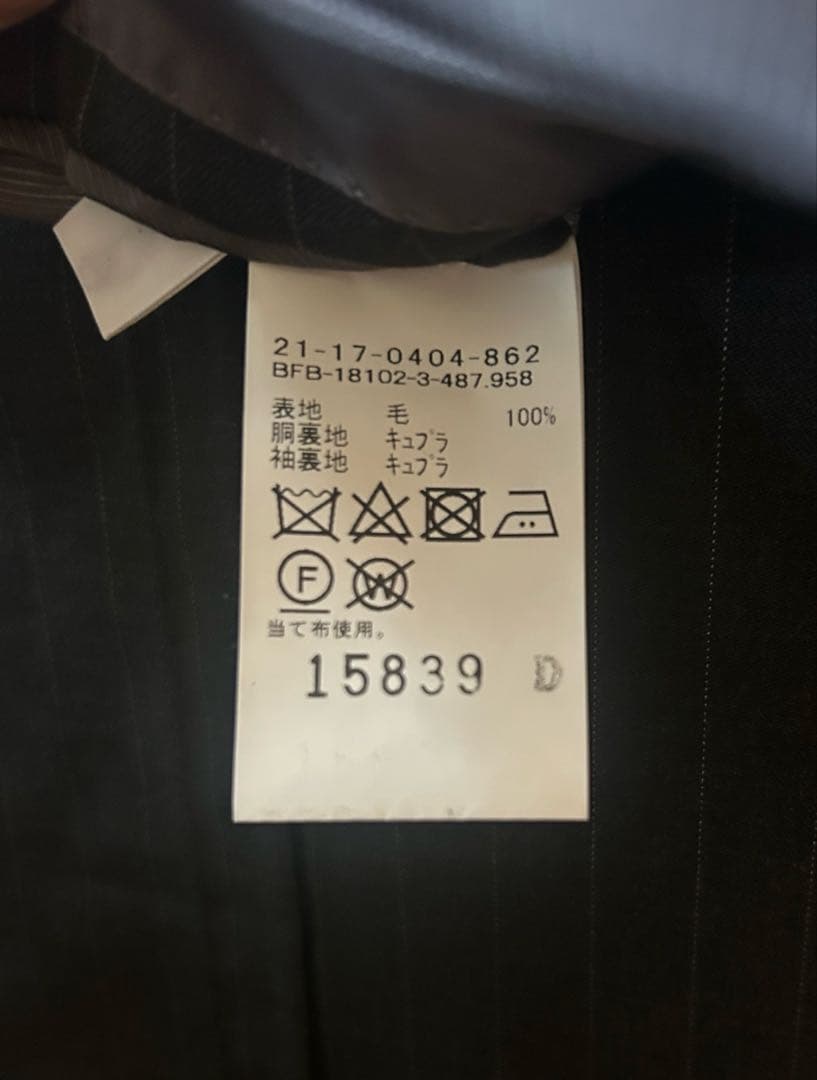 21-17-0404-862
BFB-18102-3-487.958
表地 毛 100%
胴裏地 キュプラ
袖裏地 キュプラ
F W
当て布使用。
15839 D